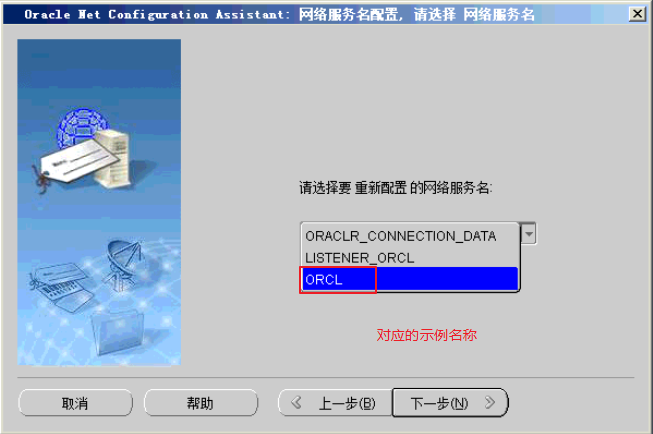 Oracle Net Configuration Assistant: 网络服务名配置, 请选择 网络服务名
请选择要 重新配置 的网络服务名:
ORACLR_CONNECTION_DATA
LISTENER_ORCL
ORCL
对应的示例名称
取消
帮助
上一步(B)
下一步(N)